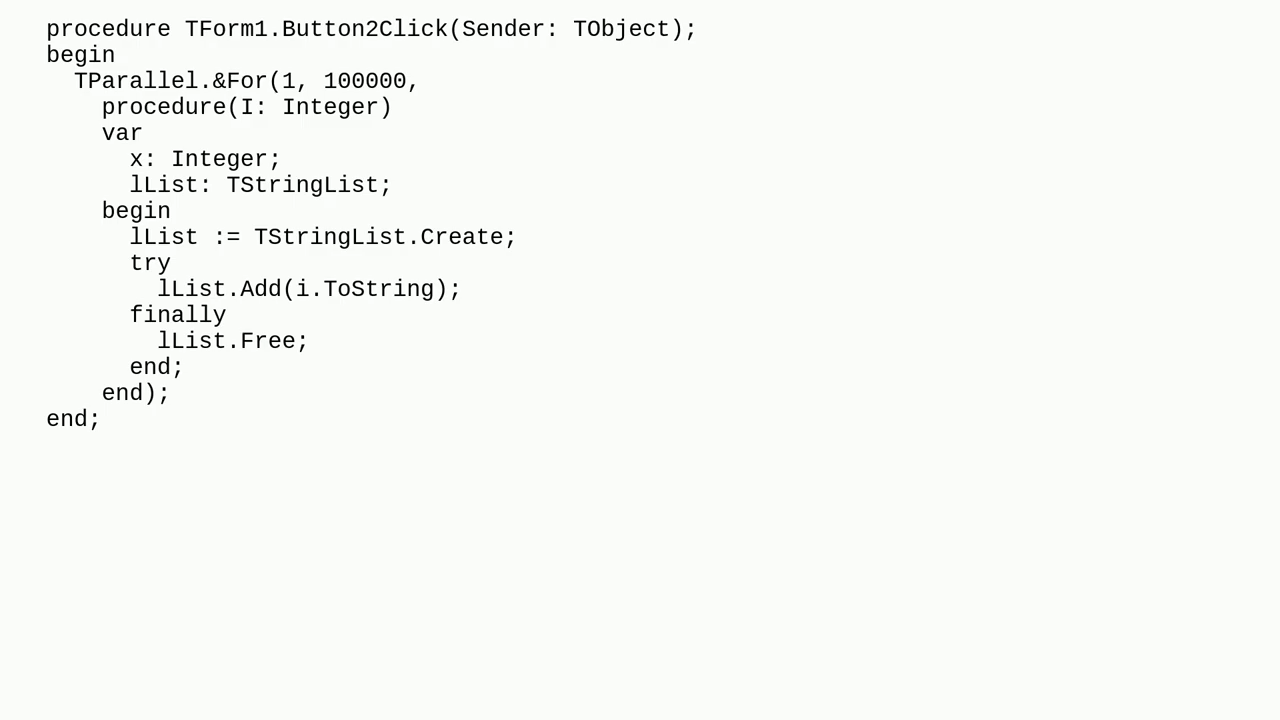 procedure TForm1.Button2Click(Sender: TObject);
begin
  TParallel.&For(1, 100000,
    procedure(I: Integer)
    var
      x: Integer;
      lList: TStringList;
    begin
      lList := TStringList.Create;
      try
        lList.Add(i.ToString);
      finally
        lList.Free;
      end;
    end);
end;